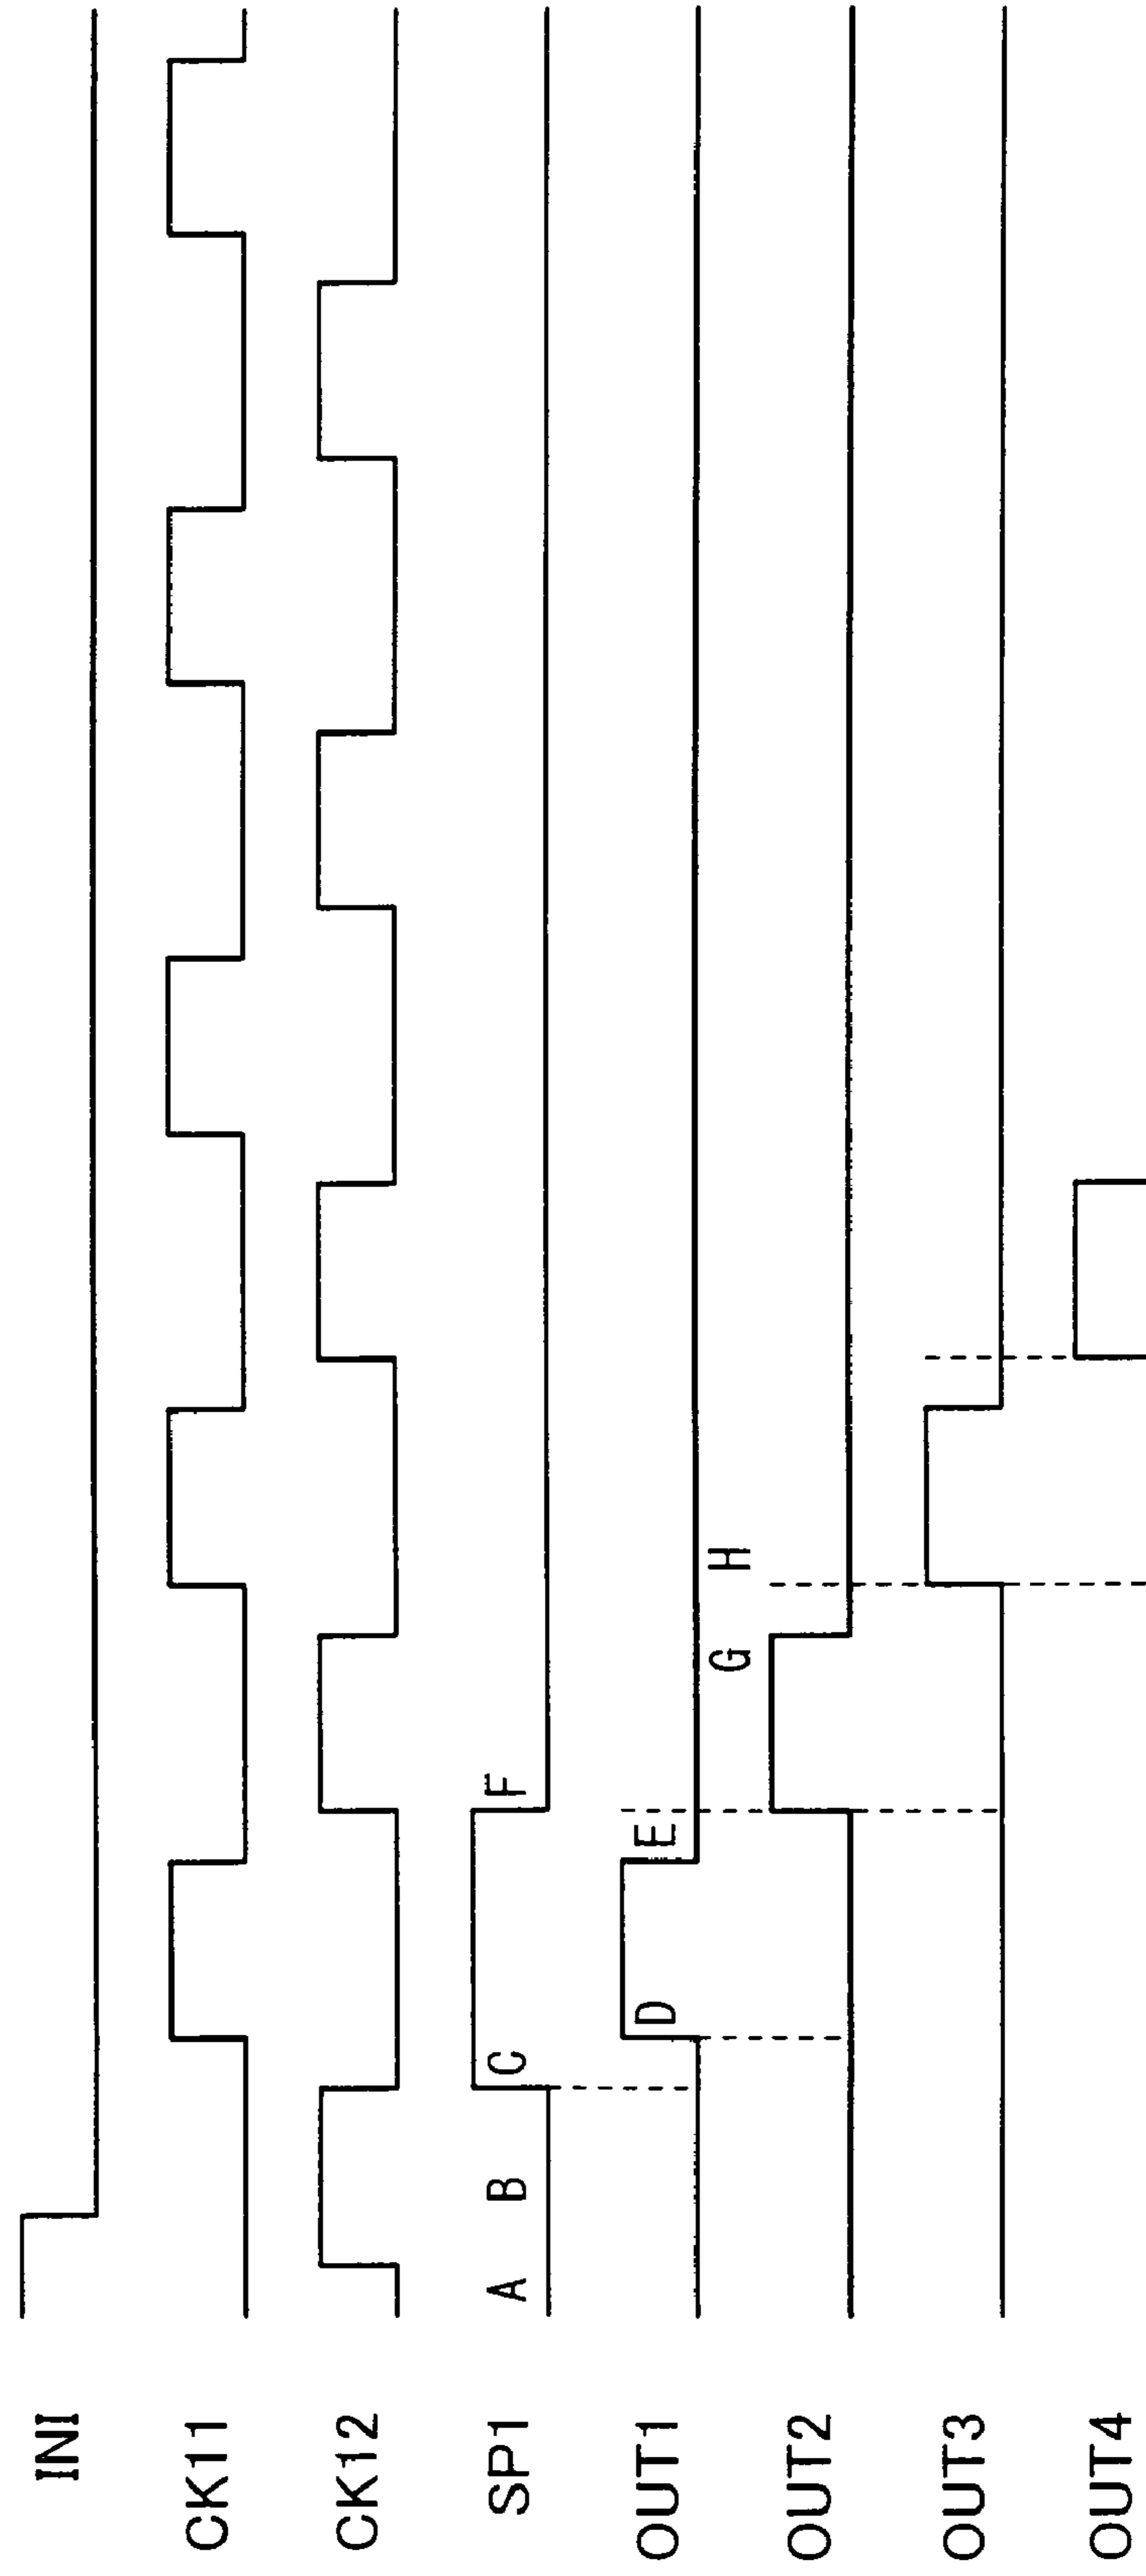 INI
CK11
CK12
SP1 A B C F
OUT1 D E
G H
OUT2
OUT3
OUT4